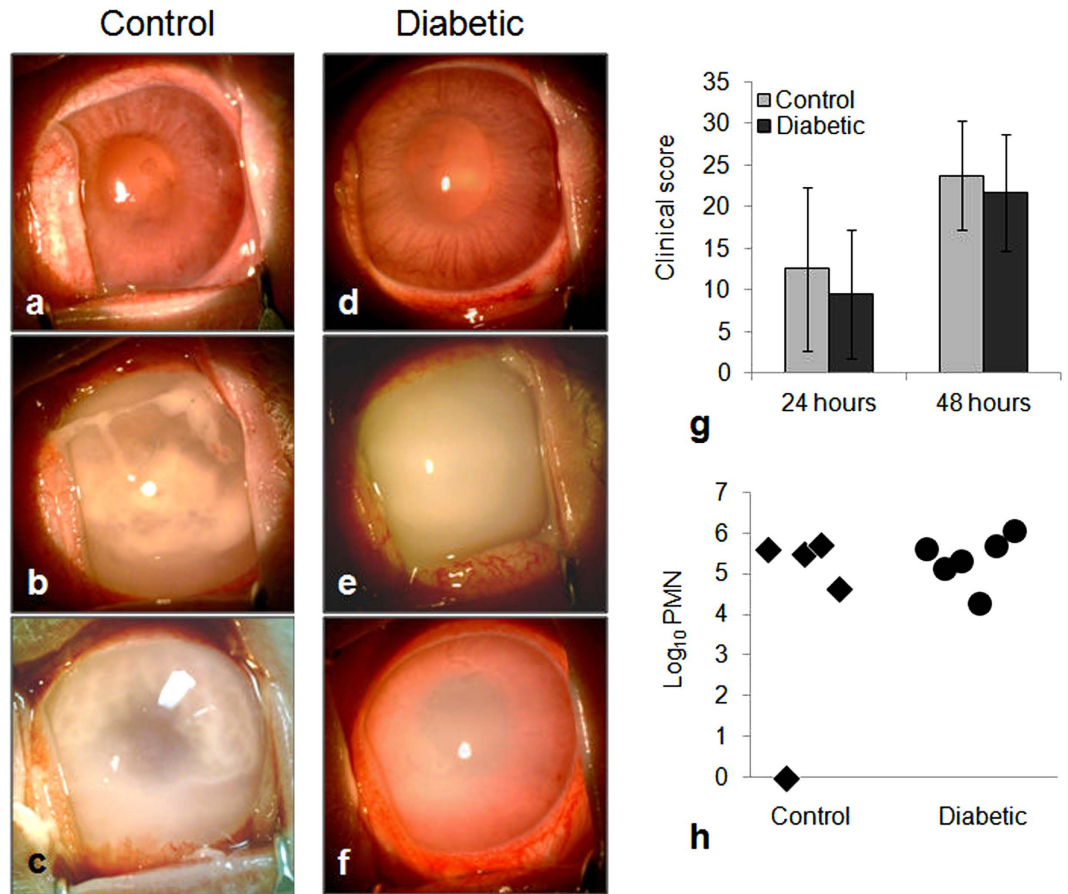 Control
Diabetic
a
b
c
d
e
f
35
30
25
20
15
10
5
0
Clinical score
Control
Diabetic
24 hours
48 hours
g
7
6
5
4
3
2
1
0
Log₁₀ PMN
Control
Diabetic
h